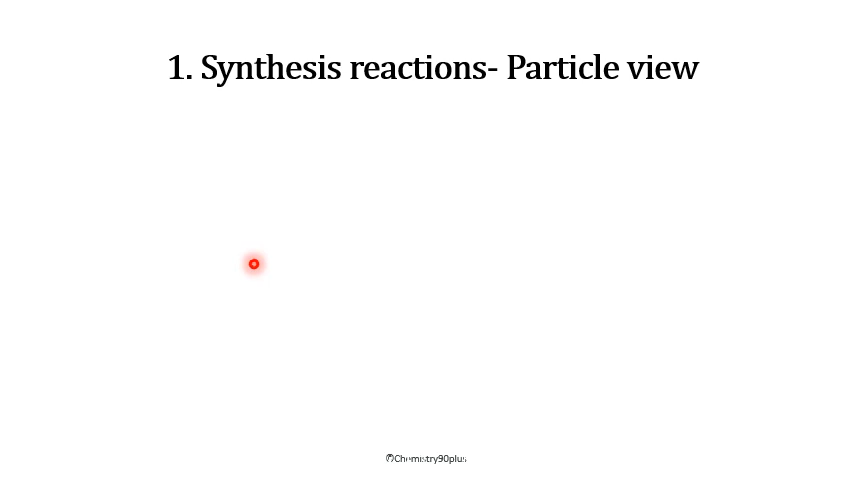 1. Synthesis reactions- Particle view
©Chemistry90plus